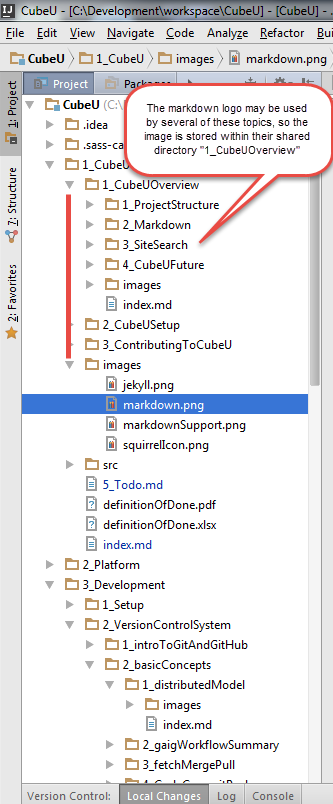 CubeU - [C:\Development\workspace\CubeU] - [CubeU] -
File Edit View Navigate Code Analyze Refactor
CubeU 1_CubeU images markdown.png
1: Project
7: Structure
2: Favorites
Project Packages
CubeU (C:\
.idea
.sass-ca
1_CubeU
The markdown logo may be used
by several of these topics, so the
image is stored within their shared
directory "1_CubeUOverview"
1_CubeUOverview
1_ProjectStructure
2_Markdown
3_SiteSearch
4_CubeUFuture
images
index.md
2_CubeUSetup
3_ContributingToCubeU
images
jekyll.png
markdown.png
markdownSupport.png
squirrelIcon.png
src
5_Todo.md
definitionOfDone.pdf
definitionOfDone.xlsx
index.md
2_Platform
3_Development
1_Setup
2_VersionControlSystem
1_introToGitAndGitHub
2_basicConcepts
1_distributedModel
images
index.md
2_gaigWorkflowSummary
3_fetchMergePull
Version Control: Local Changes Log Console